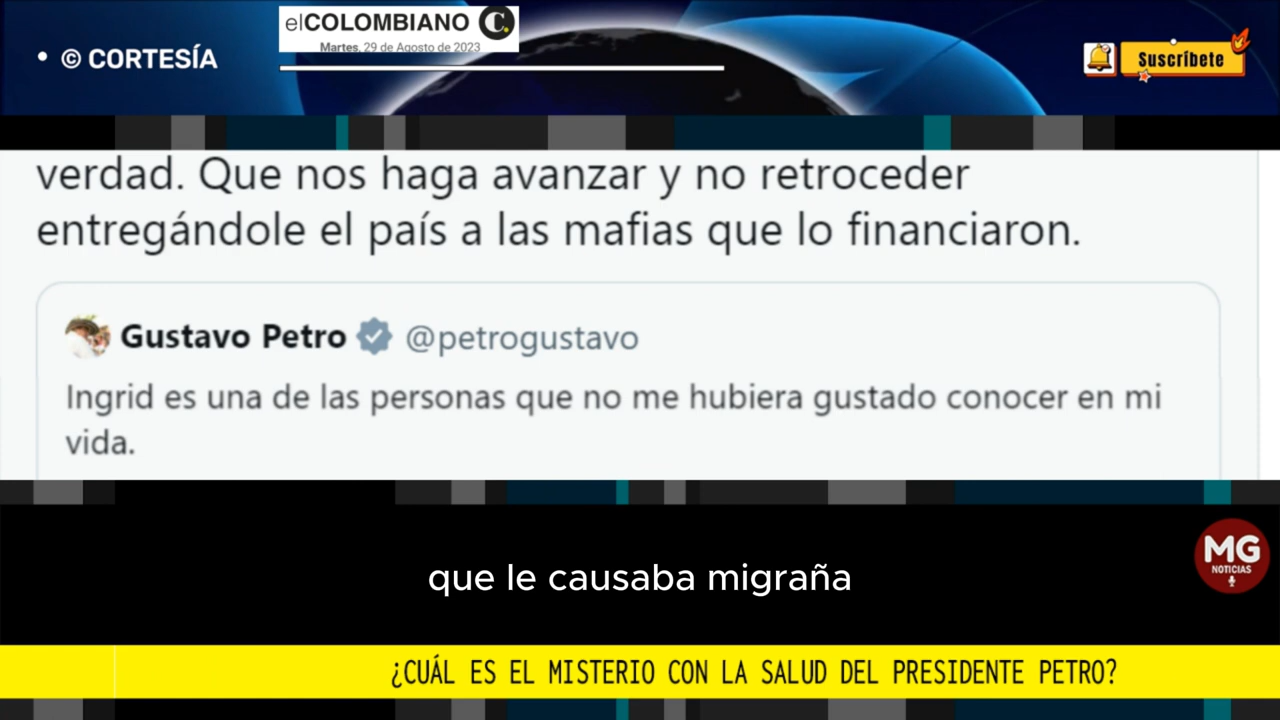 elCOLOMBIANO C.
Martes, 29 de Agosto de 2023
• © CORTESÍA
Suscríbete
verdad. Que nos haga avanzar y no retroceder
entregándole el país a las mafias que lo financiaron.
Gustavo Petro @petrogustavo
Ingrid es una de las personas que no me hubiera gustado conocer en mi
vida.
MG
NOTICIAS
que le causaba migraña
¿CUÁL ES EL MISTERIO CON LA SALUD DEL PRESIDENTE PETRO?